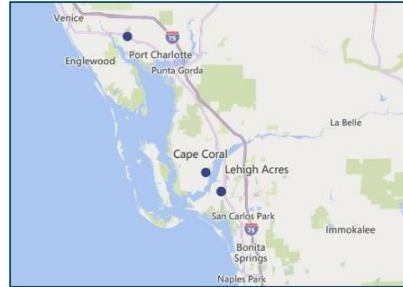 Venice
75
Englewood
Port Charlotte
Punta Gorda
La Belle
Cape Coral
Lehigh Acres
San Carlos Park
75
Immokalee
Bonita
Springs
Naples Park